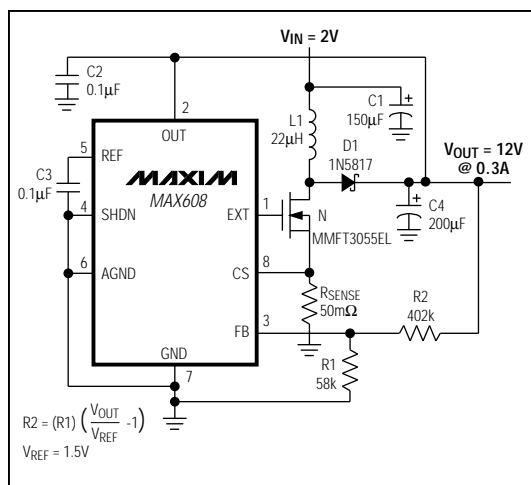 VIN = 2V
C2
0.1µF
2
OUT
L1
22µH
C1
150µF
+
D1
1N5817
VOUT = 12V
@ 0.3A
5
REF
C3
0.1µF
MAXIM
MAX608
4
SHDN
EXT
1
N
MMFT3055EL
+
C4
200µF
6
AGND
CS
8
RSENSE
50mΩ
R2
402k
FB
3
GND
7
R1
58k
R2 = (R1) (VOUT/VREF -1)
VREF = 1.5V